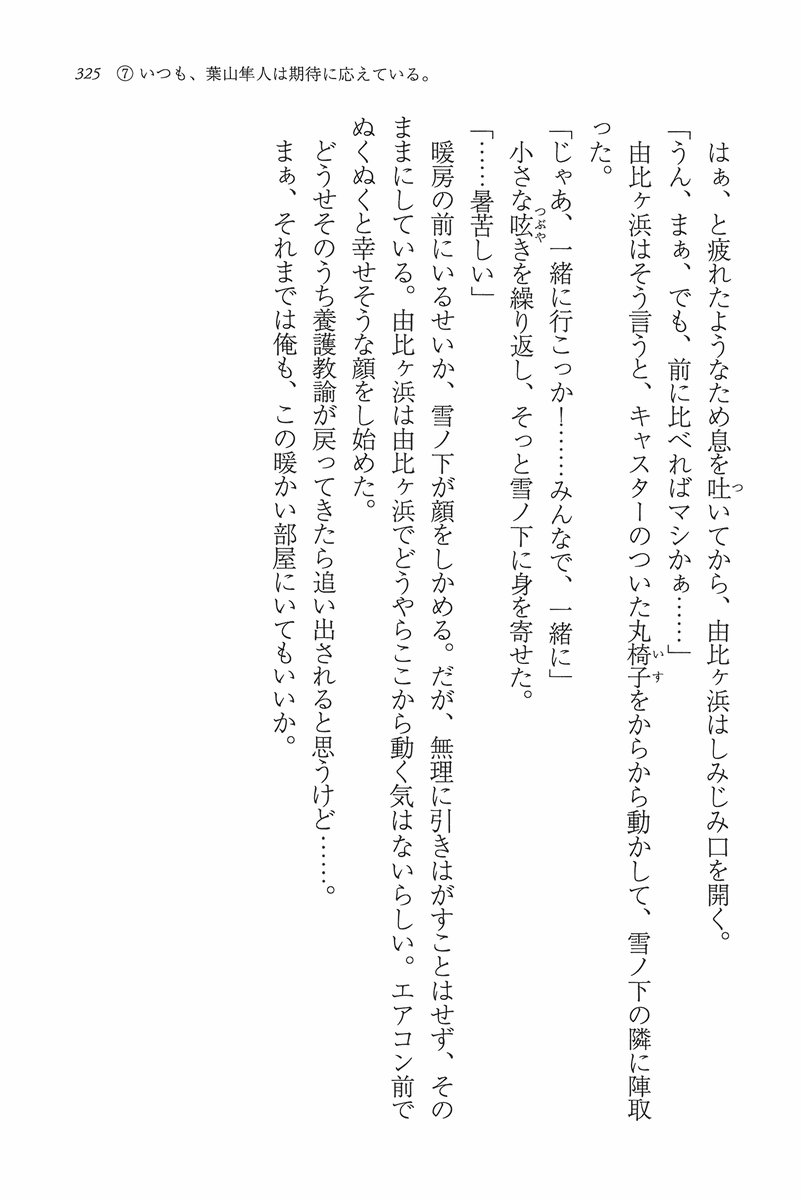 325 ⑦いつも、葉山隼人は期待に応えている。
はぁ、と疲れたようなため息を吐いてから、由比ヶ浜はしみじみ口を開く。
「うん、まぁ、でも、前に比べればマシかぁ……」
由比ヶ浜はそう言うと、キャスターのついた丸椅子をからから動かして、雪ノ下の隣に陣取
った。
「じゃあ、一緒に行こっか！……みんなで、一緒に」
小さな呟きを繰り返し、そっと雪ノ下に身を寄せた。
「……暑苦しい」
暖房の前にいるせいか、雪ノ下が顔をしかめる。だが、無理に引きはがすことはせず、その
ままにしている。由比ヶ浜は由比ヶ浜でどうやらここから動く気はないらしい。エアコン前で
ぬくぬくと幸せそうな顔をし始めた。
どうせそのうち養護教諭が戻ってきたら追い出されると思うけど……。
まぁ、それまでは俺も、この暖かい部屋にいてもいいか。